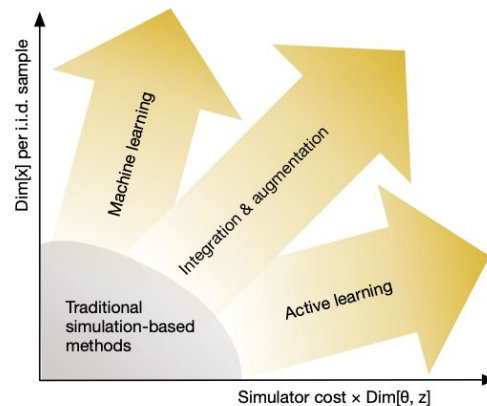 Dim[x] per i.i.d. sample
Machine learning
Integration & augmentation
Active learning
Traditional
simulation-based
methods
Simulator cost × Dim[θ, z]